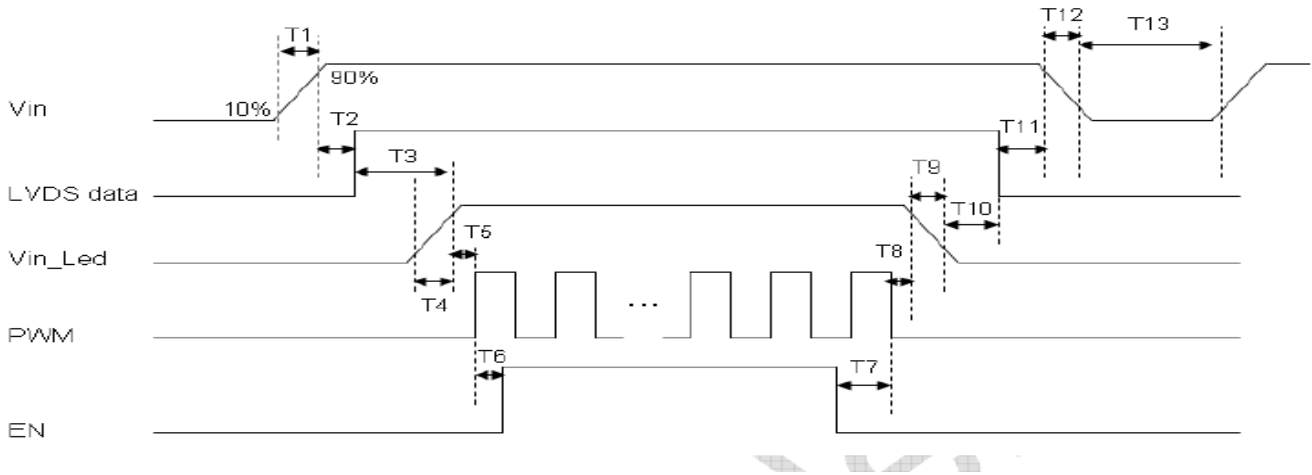 T1
T12
T13
90%
Vin
10%
T2
T11
T3
T9
LVDS data
T10
T5
Vin_Led
T8
T4
...
PWM
T6
T7
EN